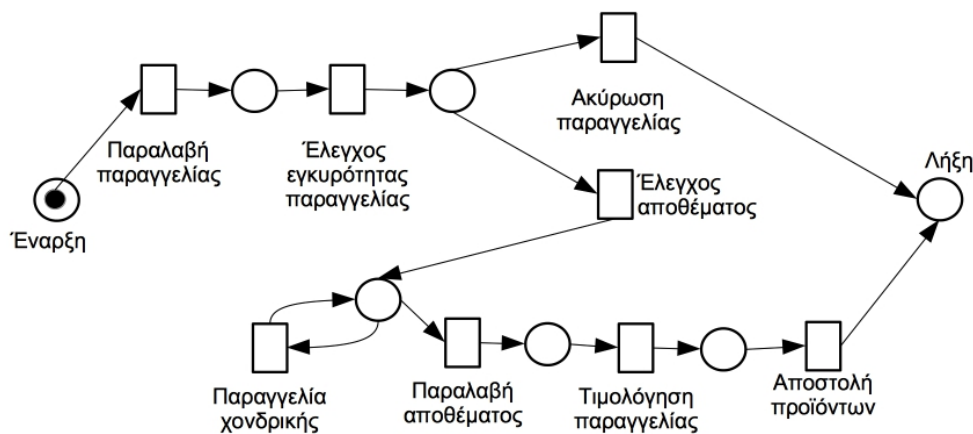 Ακύρωση
παραγγελίας
Παραλαβή
παραγγελίας
Έλεγχος
εγκυρότητας
παραγγελίας
Λήξη
Έλεγχος
αποθέματος
Έναρξη
Παραγγελία
χονδρικής
Παραλαβή
αποθέματος
Τιμολόγηση
παραγγελίας
Αποστολή
προϊόντων